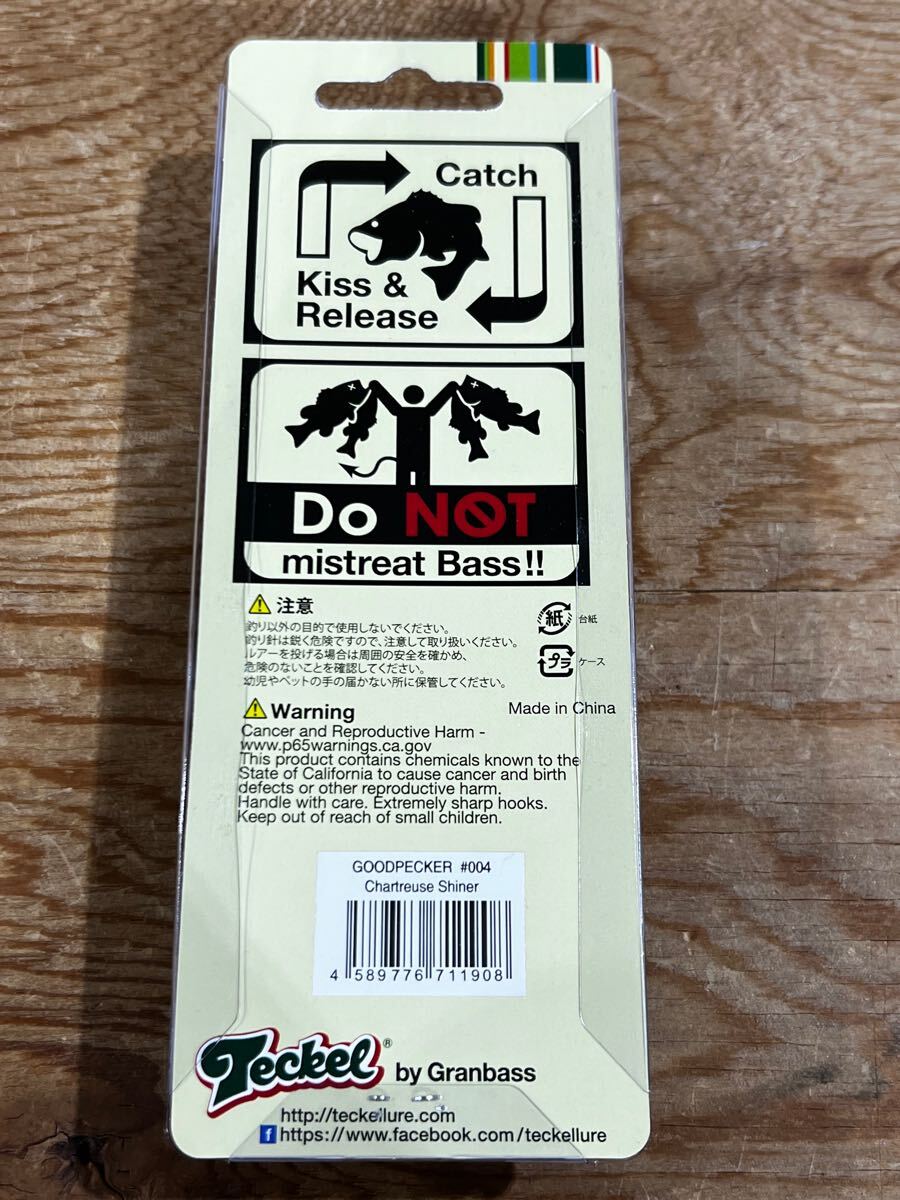 Catch
Kiss &
Release
Do NOT
mistreat Bass!!
注意
釣り以外の目的で使用しないでください。
釣り針は鋭く危険ですので、注意して取り扱いください。
ルアーを投げる場合は周囲の安全を確かめ、
危険のないことを確認してください。
幼児やペットの手の届かない所に保管してください。
紙 台紙
プラ ケース
Made in China
Warning
Cancer and Reproductive Harm -
www.p65warnings.ca.gov
This product contains chemicals known to the
State of California to cause cancer and birth
defects or other reproductive harm.
Handle with care. Extremely sharp hooks.
Keep out of reach of small children.
GOODPECKER #004
Chartreuse Shiner
4 589776 711908
Teckel® by Granbass
http://teckellure.com
f https://www.facebook.com/teckellure